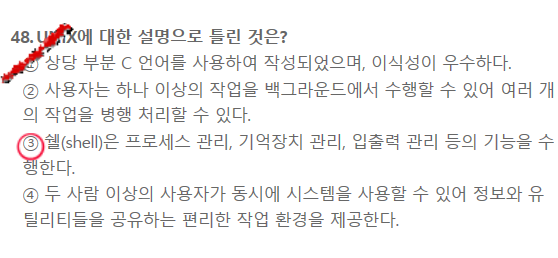 48. UNIX에 대한 설명으로 틀린 것은?
① 상당 부분 C 언어를 사용하여 작성되었으며, 이식성이 우수하다.
② 사용자는 하나 이상의 작업을 백그라운드에서 수행할 수 있어 여러 개
의 작업을 병행 처리할 수 있다.
③ 쉘(shell)은 프로세스 관리, 기억장치 관리, 입출력 관리 등의 기능을 수
행한다.
④ 두 사람 이상의 사용자가 동시에 시스템을 사용할 수 있어 정보와 유
틸리티들을 공유하는 편리한 작업 환경을 제공한다.